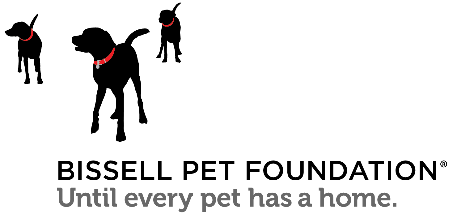 BISSELL PET FOUNDATION®
Until every pet has a home.